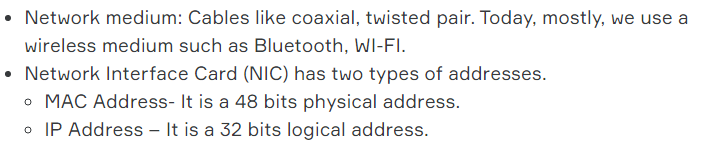 • Network medium: Cables like coaxial, twisted pair. Today, mostly, we use a
wireless medium such as Bluetooth, WI-FI.
• Network Interface Card (NIC) has two types of addresses.
◦ MAC Address- It is a 48 bits physical address.
◦ IP Address – It is a 32 bits logical address.